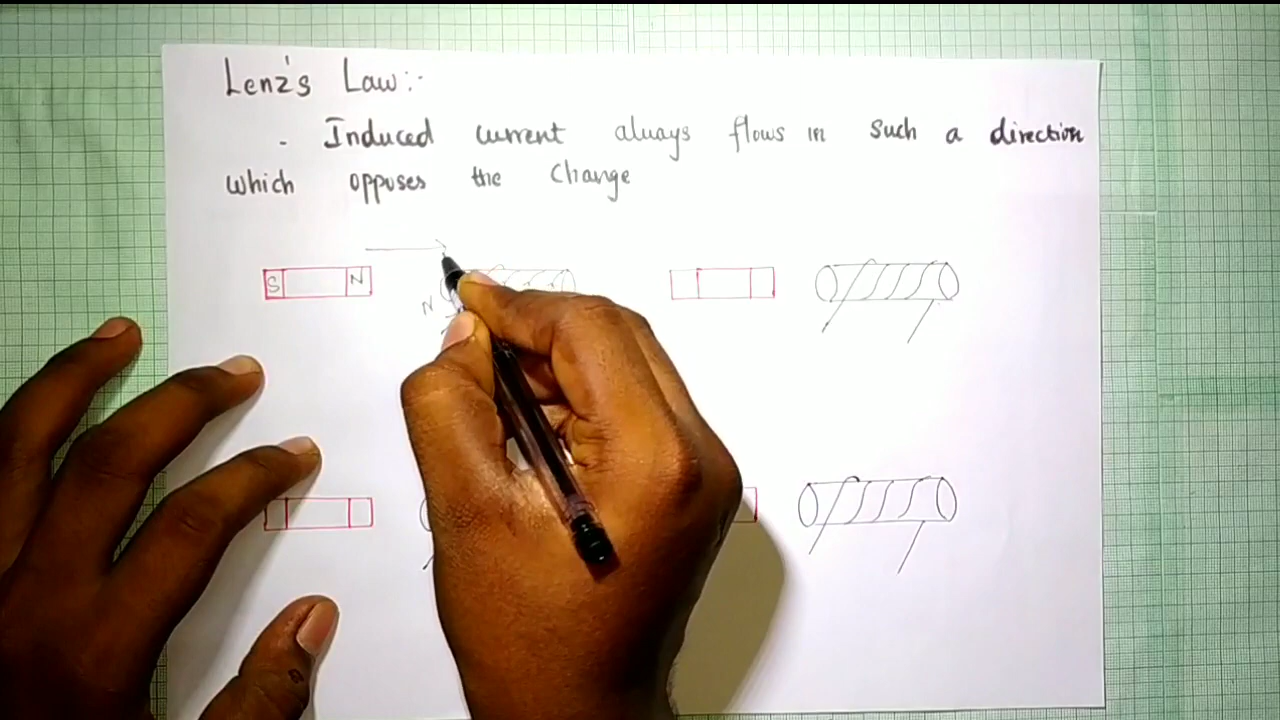 Lenz's Law:-
- Induced current always flows in such a direction
which opposes the change
S N
N